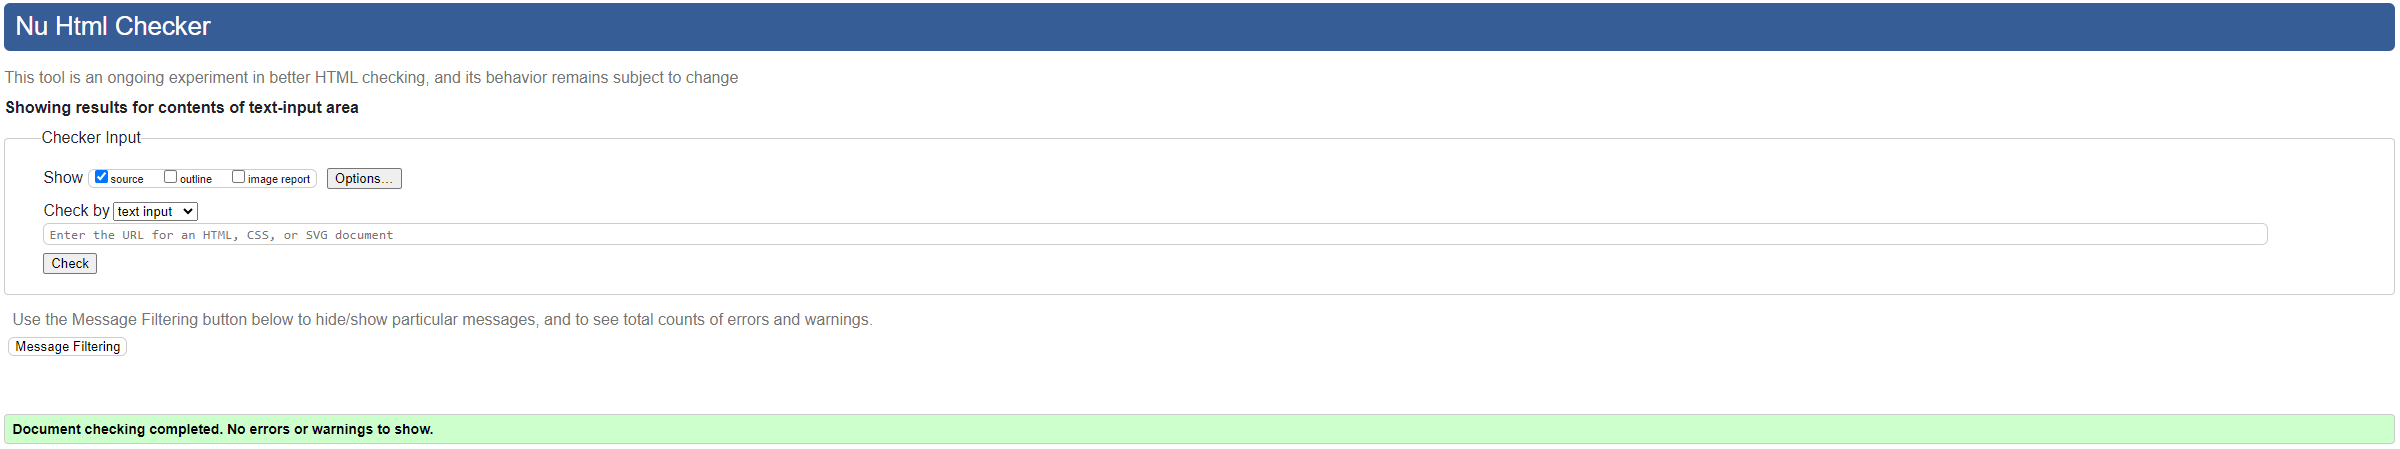 Nu Html Checker
This tool is an ongoing experiment in better HTML checking, and its behavior remains subject to change
Showing results for contents of text-input area
Checker Input
Show source outline image report Options...
Check by text input
Enter the URL for an HTML, CSS, or SVG document
Check
Use the Message Filtering button below to hide/show particular messages, and to see total counts of errors and warnings.
Message Filtering
Document checking completed. No errors or warnings to show.